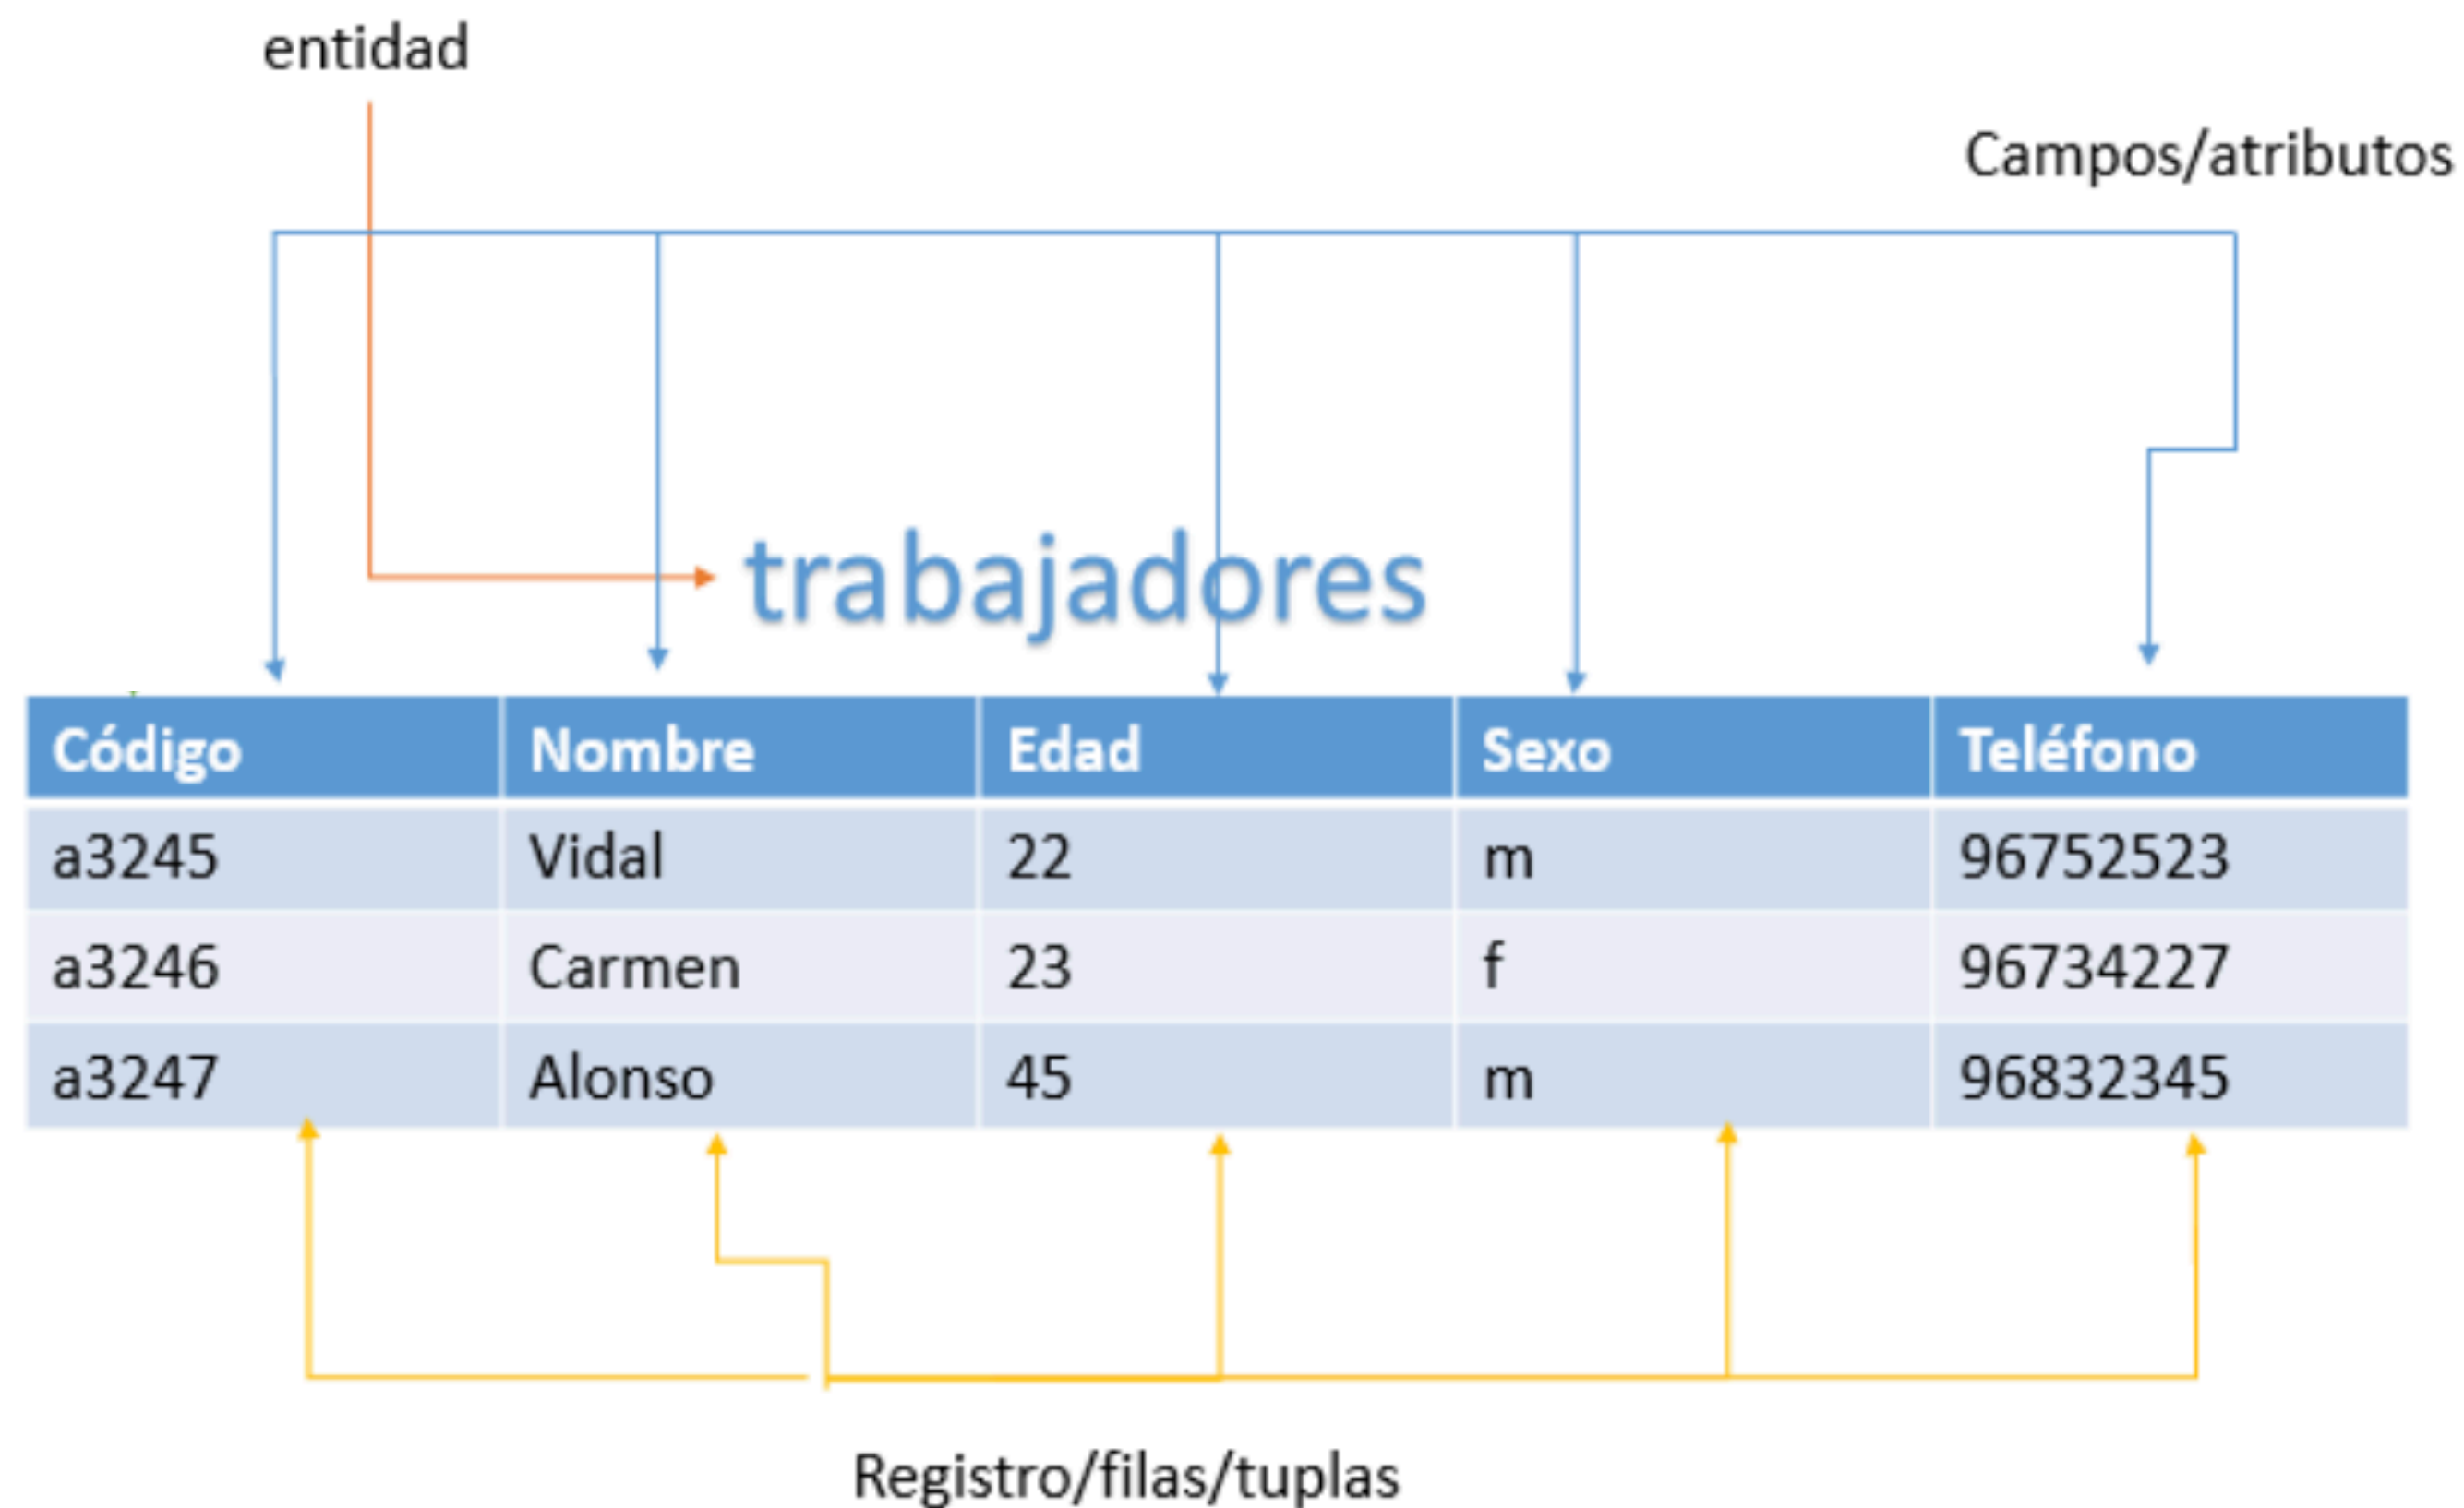 entidad
Campos/atributos
trabajadores
Código Nombre Edad Sexo Teléfono
a3245 Vidal 22 m 96752523
a3246 Carmen 23 f 96734227
a3247 Alonso 45 m 96832345
Registro/filas/tuplas